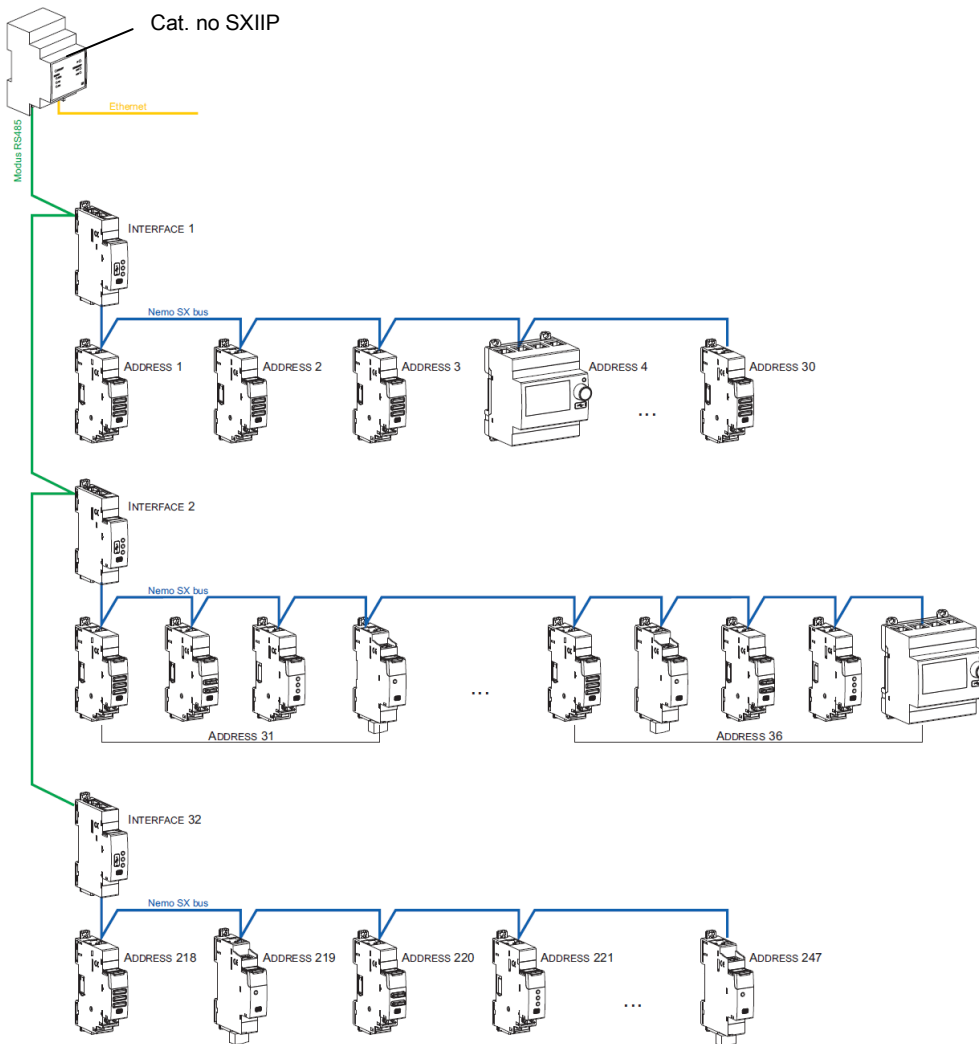 Cat. no SXIIP
Ethernet
Modus RS485
INTERFACE 1
Nemo SX bus
ADDRESS 1
ADDRESS 2
ADDRESS 3
ADDRESS 4
ADDRESS 30
...
INTERFACE 2
Nemo SX bus
...
ADDRESS 31
ADDRESS 36
INTERFACE 32
Nemo SX bus
ADDRESS 218
ADDRESS 219
ADDRESS 220
ADDRESS 221
ADDRESS 247
...